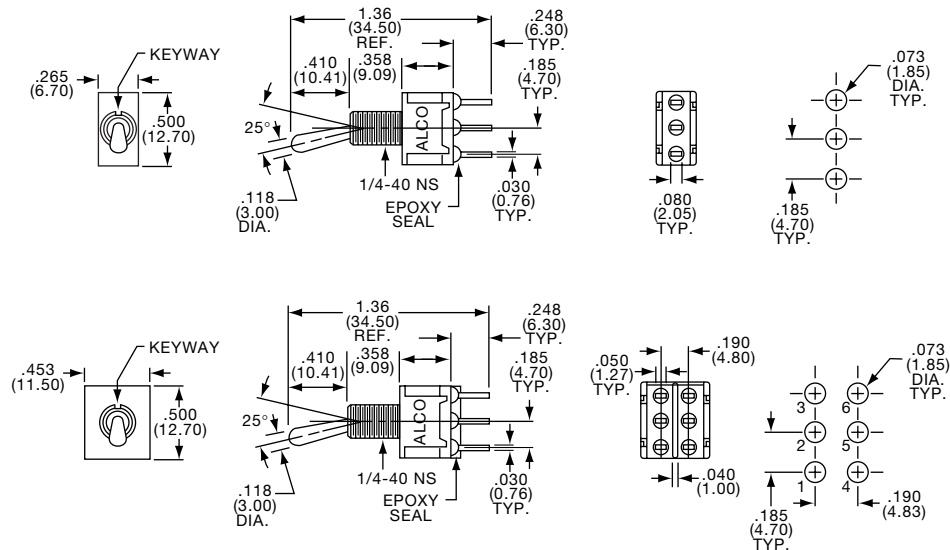 .265
(6.70)
KEYWAY
.500
(12.70)
1.36
(34.50)
REF.
.248
(6.30)
TYP.
.410
(10.41)
.358
(9.09)
.185
(4.70)
TYP.
25°
ALCO
.118
(3.00)
DIA.
1/4-40 NS
EPOXY
SEAL
.030
(0.76)
TYP.
.080
(2.05)
TYP.
.073
(1.85)
DIA.
TYP.
.185
(4.70)
TYP.
.453
(11.50)
KEYWAY
.500
(12.70)
1.36
(34.50)
REF.
.248
(6.30)
TYP.
.410
(10.41)
.358
(9.09)
.185
(4.70)
TYP.
25°
ALCO
.118
(3.00)
DIA.
1/4-40 NS
EPOXY
SEAL
.030
(0.76)
TYP.
.050
(1.27)
TYP.
.190
(4.80)
.040
(1.00)
.073
(1.85)
DIA.
TYP.
3
6
2
5
1
4
.185
(4.70)
TYP.
.190
(4.83)